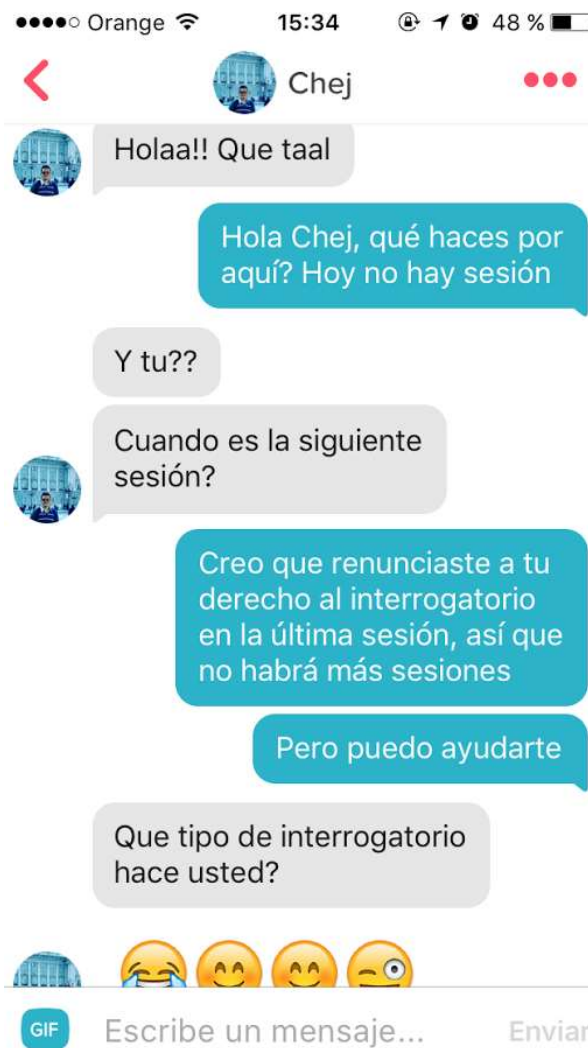 Orange 15:34 48 %
Chej
Holaa!! Que taal
Hola Chej, qué haces por
aquí? Hoy no hay sesión
Y tu??
Cuando es la siguiente
sesión?
Creo que renunciaste a tu
derecho al interrogatorio
en la última sesión, así que
no habrá más sesiones
Pero puedo ayudarte
Que tipo de interrogatorio
hace usted?
GIF Escribe un mensaje... Enviar